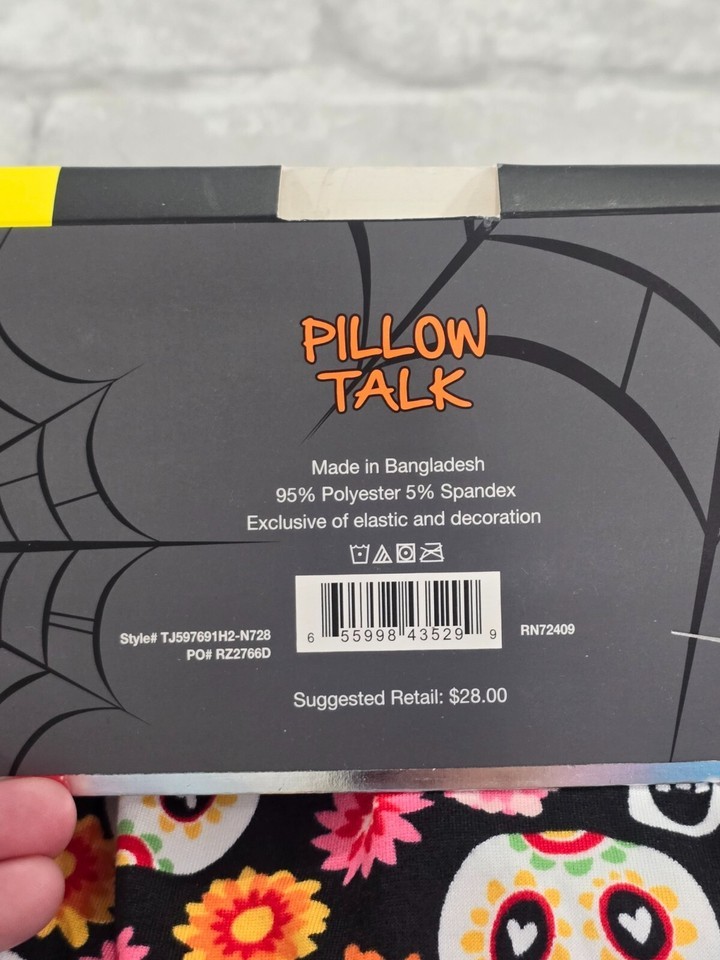 PILLOW
TALK
Made in Bangladesh
95% Polyester 5% Spandex
Exclusive of elastic and decoration
6 55998 43529 9
Style# TJ597691H2-N728
PO# RZ2766D
RN72409
Suggested Retail: $28.00